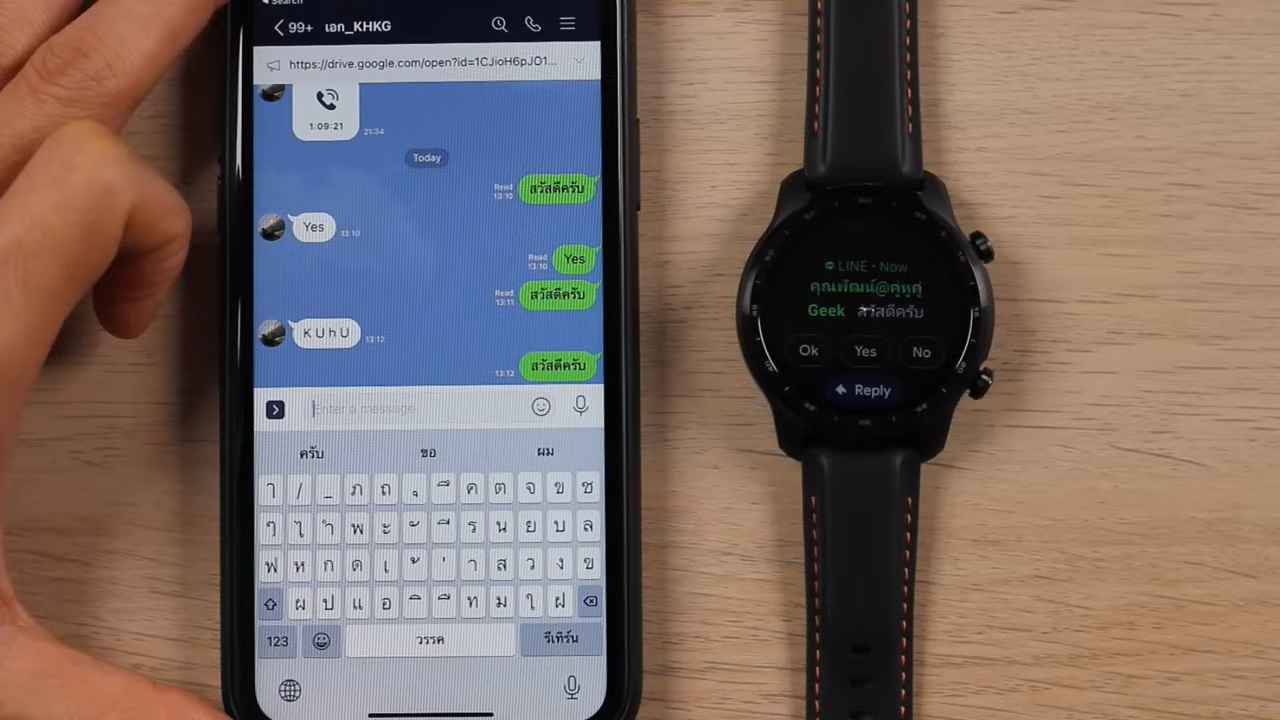 Search
99+ เอก_KHKG
https://drive.google.com/open?id=1CJioH6pJO1...
1:09:21
21:34
Today
Read
13:10
สวัสดีครับ
Yes
13:10
Read
13:10
Yes
Read
13:11
สวัสดีครับ
K U h U
13:12
13:12
สวัสดีครับ
Enter a message
ครับ ขอ ผม
123
วรรค
รีเทิร์น
LINE · Now
คุณพัฒน์@คู่หูคู่
Geek สวัสดีครับ
Ok Yes No
Reply